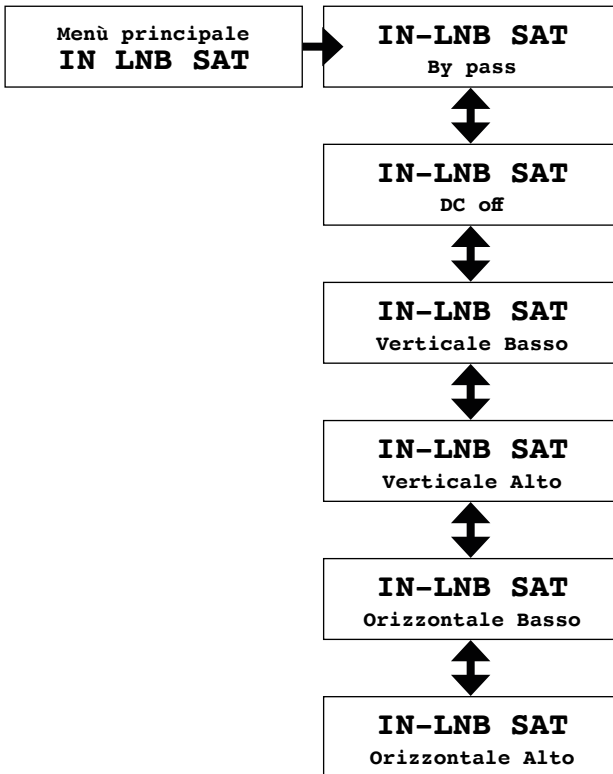 Menù principale
IN LNB SAT
IN-LNB SAT
By pass
IN-LNB SAT
DC off
IN-LNB SAT
Verticale Basso
IN-LNB SAT
Verticale Alto
IN-LNB SAT
Orizzontale Basso
IN-LNB SAT
Orizzontale Alto